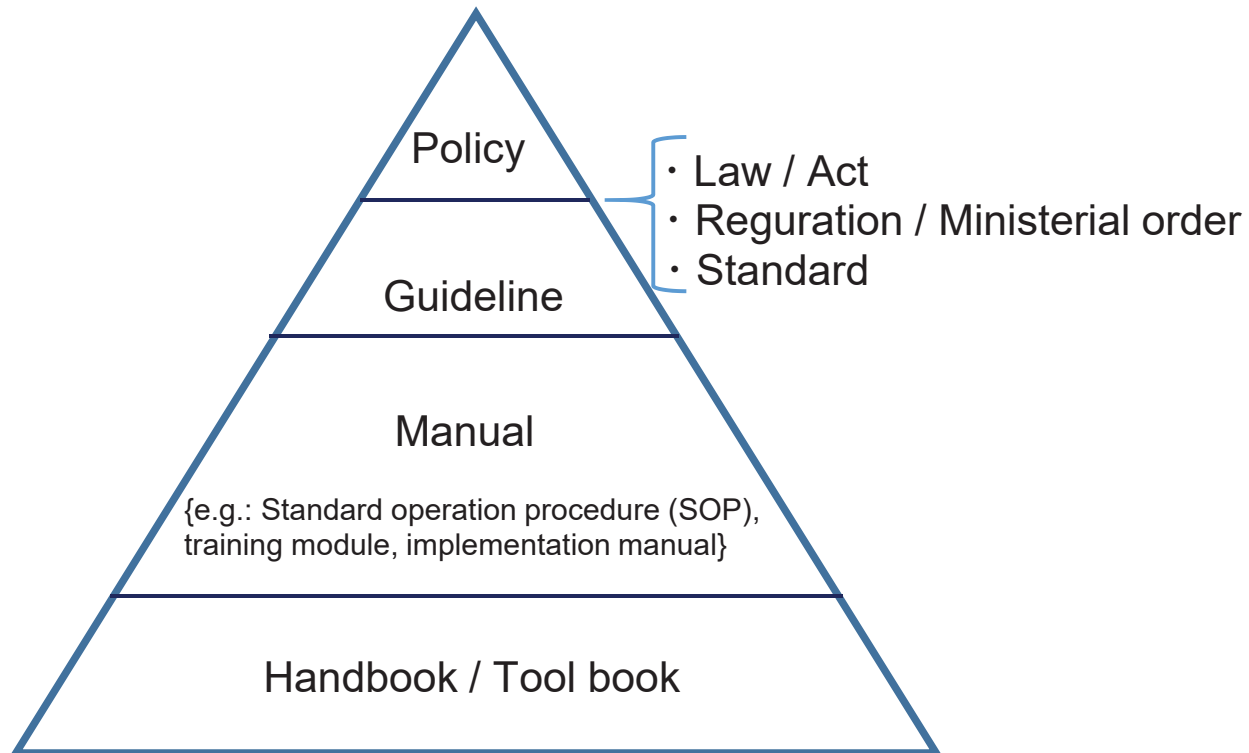 Policy
・ Law / Act
・ Reguration / Ministerial order
・ Standard
Guideline
Manual
{e.g.: Standard operation procedure (SOP),
training module, implementation manual}
Handbook / Tool book